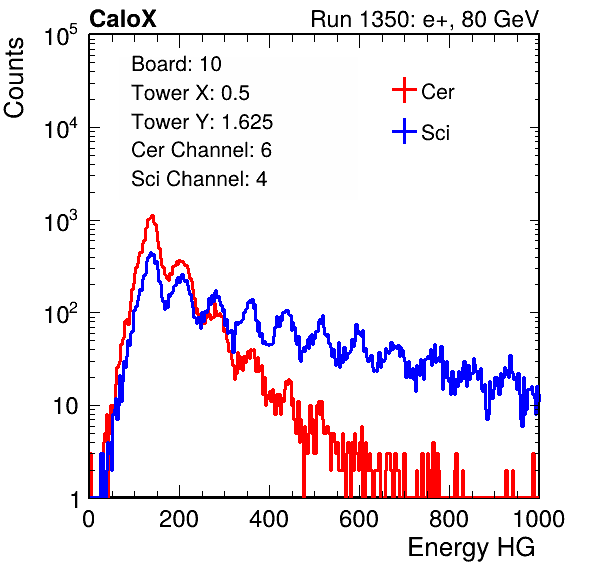 CaloX Run 1350: e+, 80 GeV
Counts
Board: 10
Tower X: 0.5
Tower Y: 1.625
Cer Channel: 6
Sci Channel: 4
Cer
Sci
10^5
10^4
10^3
10^2
10
1
0 200 400 600 800 1000
Energy HG